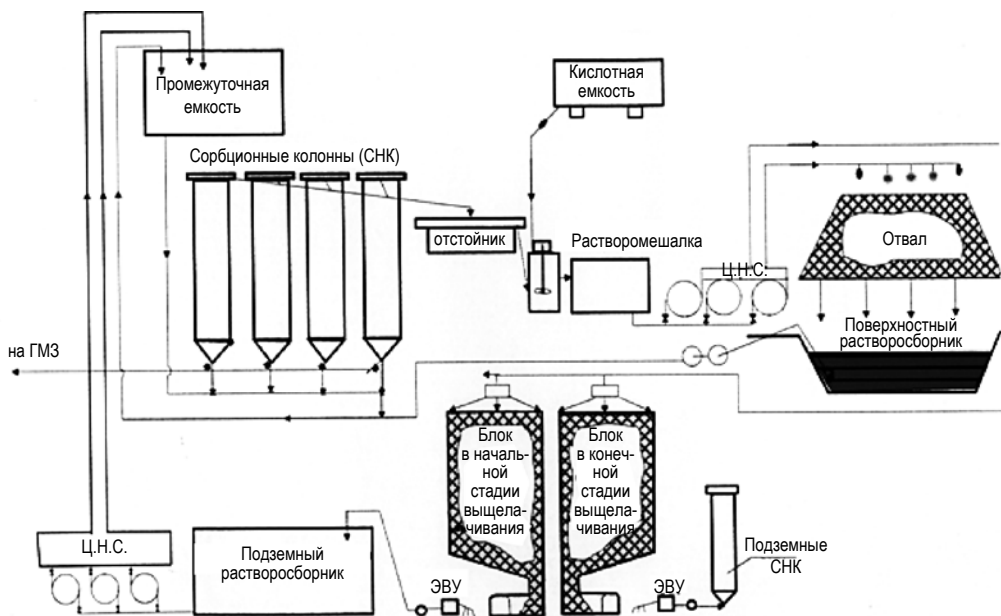 Промежуточная
емкость
Кислотная
емкость
Сорбционные колонны (СНК)
отстойник
Растворомешалка
Ц.Н.С.
Отвал
Поверхностный
растворосборник
на ГМЗ
Блок
в началь-
ной
стадии
выщела-
чивания
Блок
в конеч-
ной
стадии
выщела-
чивания
Ц.Н.С.
Подземный
растворосборник
ЭВУ
ЭВУ
Подземные
СНК